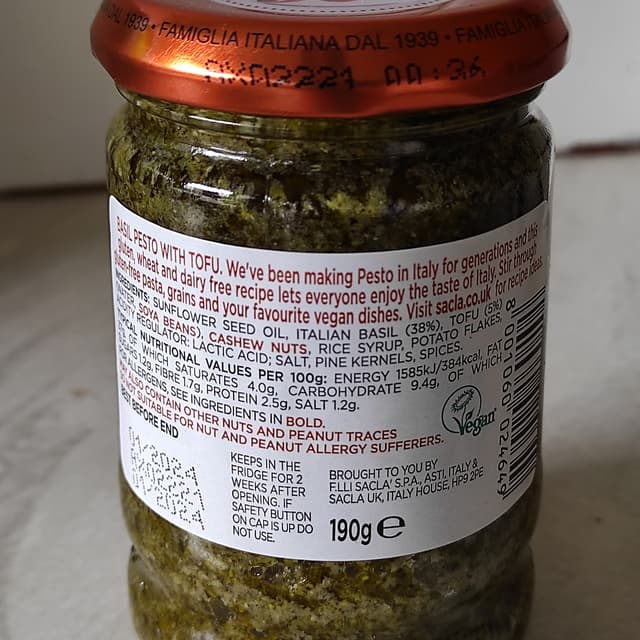 DAL 1939 • FAMIGLIA ITALIANA DAL 1939 • FAMIGLIA
BASIL PESTO WITH TOFU. We've been making Pesto in Italy for generations and this
gluten, wheat and dairy free recipe lets everyone enjoy the taste of Italy. Stir through
gluten-free pasta, grains and your favourite vegan dishes. Visit sacla.co.uk for recipe ideas.
INGREDIENTS: SUNFLOWER SEED OIL, ITALIAN BASIL (38%), TOFU (5%)
SOYA BEANS), CASHEW NUTS, RICE SYRUP, POTATO FLAKES,
REGULATOR: LACTIC ACID; SALT, PINE KERNELS, SPICES.
NUTRITIONAL VALUES PER 100g: ENERGY 1585kJ/384kcal, FAT
OF WHICH SATURATES 4.0g, CARBOHYDRATE 9.4g, OF WHICH
1.2g, FIBRE 1.7g, PROTEIN 2.5g, SALT 1.2g.
ALLERGENS, SEE INGREDIENTS IN BOLD.
MAY ALSO CONTAIN OTHER NUTS AND PEANUT TRACES
SUITABLE FOR NUT AND PEANUT ALLERGY SUFFERERS.
BEST BEFORE END
KEEPS IN THE
FRIDGE FOR 2
WEEKS AFTER
OPENING. IF
SAFETY BUTTON
ON CAP IS UP DO
NOT USE.
BROUGHT TO YOU BY
F.LLI SACLA' S.P.A., ASTI, ITALY &
SACLA UK, ITALY HOUSE, HP9 2PE
190g e
Vegan
8 001060 024649